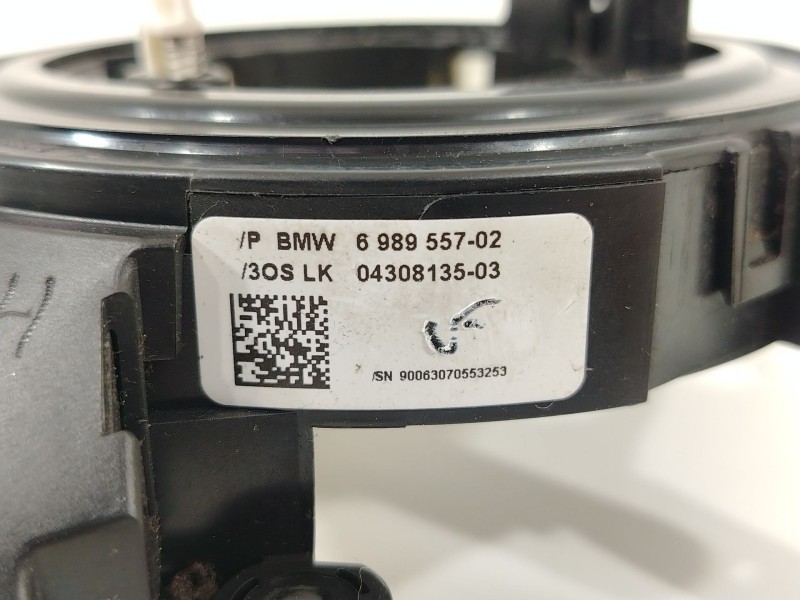 /P BMW 6 989 557-02
/3OS LK 04308135-03
/SN 90063070553253